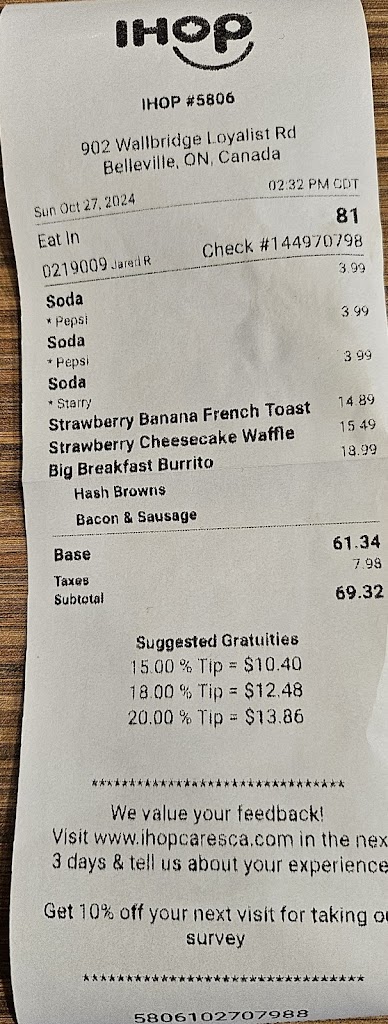 IHOP
IHOP #5806
902 Wallbridge Loyalist Rd
Belleville, ON, Canada
Sun Oct 27, 2024 02:32 PM CDT
Eat In 81
0219009 Jared R Check #144970798
Soda 3.99
* Pepsi
Soda 3.99
* Pepsi
Soda 3.99
* Starry
Strawberry Banana French Toast 14.89
Strawberry Cheesecake Waffle 15.49
Big Breakfast Burrito 18.99
Hash Browns
Bacon & Sausage
Base 61.34
Taxes 7.98
Subtotal 69.32
Suggested Gratuities
15.00 % Tip = $10.40
18.00 % Tip = $12.48
20.00 % Tip = $13.86
*********************************
We value your feedback!
Visit www.ihopcaresca.com in the nex
3 days & tell us about your experience
Get 10% off your next visit for taking ou
survey
*************************************
5806102707988